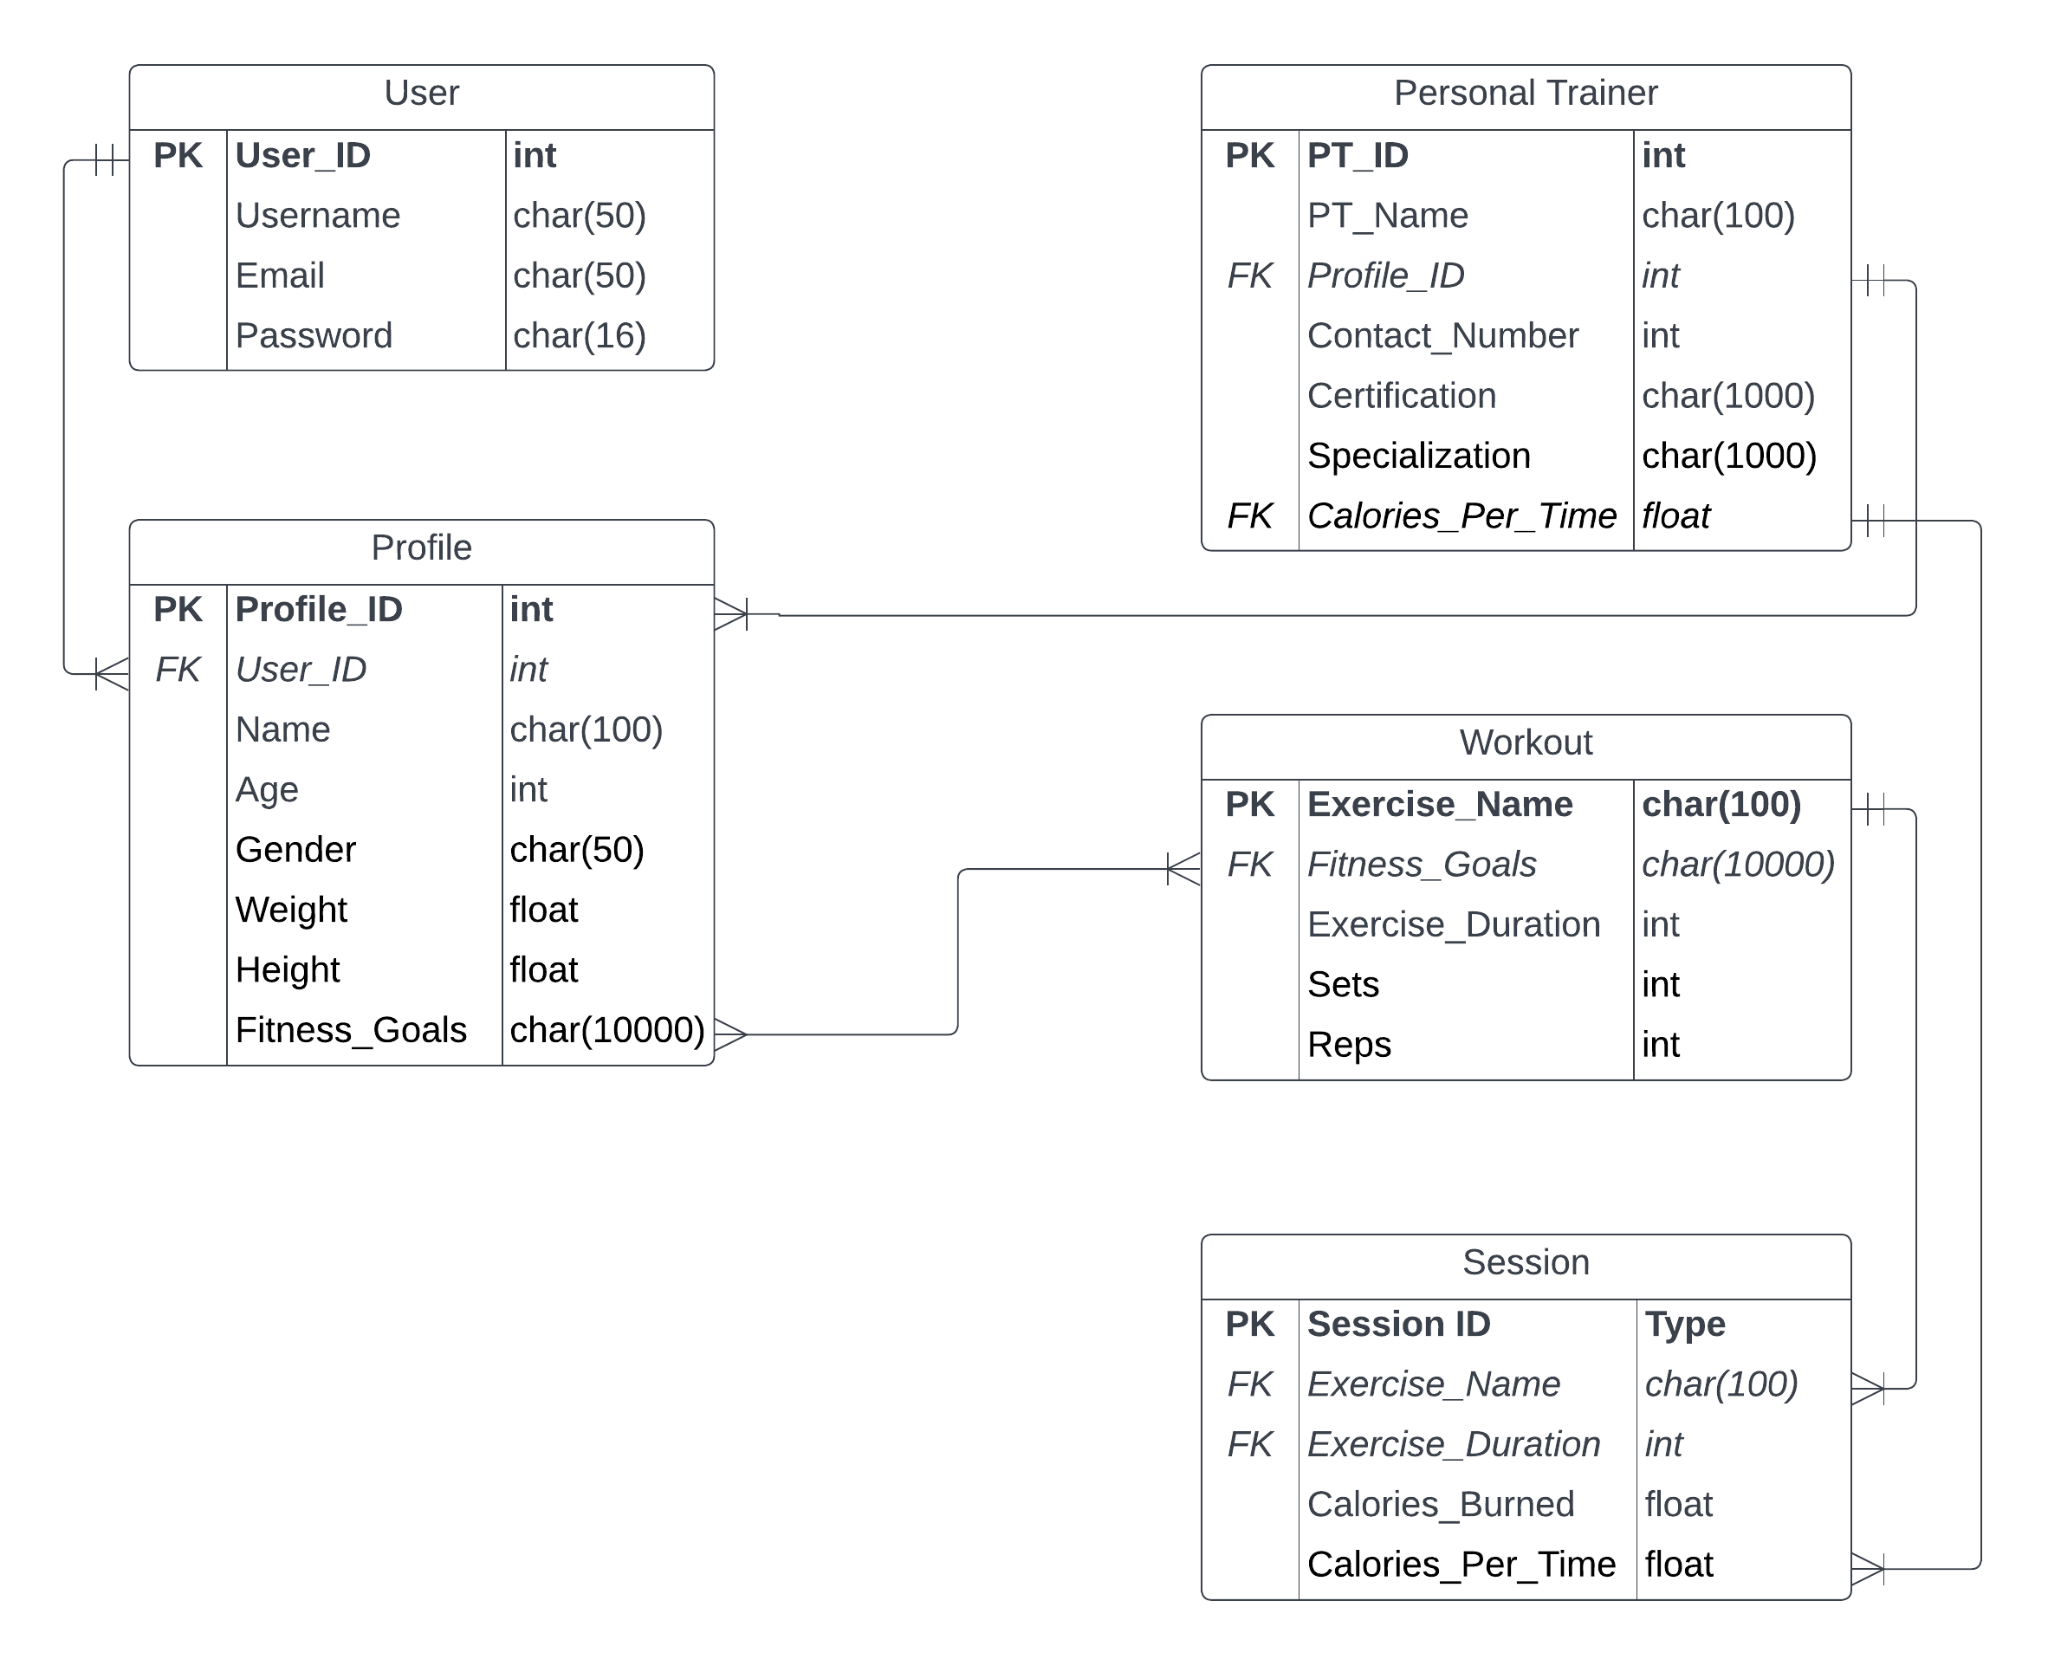 User
PK User_ID int
Username char(50)
Email char(50)
Password char(16)
Personal Trainer
PK PT_ID int
PT_Name char(100)
FK Profile_ID int
Contact_Number int
Certification char(1000)
Specialization char(1000)
FK Calories_Per_Time float
Profile
PK Profile_ID int
FK User_ID int
Name char(100)
Age int
Gender char(50)
Weight float
Height float
Fitness_Goals char(10000)
Workout
PK Exercise_Name char(100)
FK Fitness_Goals char(10000)
Exercise_Duration int
Sets int
Reps int
Session
PK Session ID Type
FK Exercise_Name char(100)
FK Exercise_Duration int
Calories_Burned float
Calories_Per_Time float